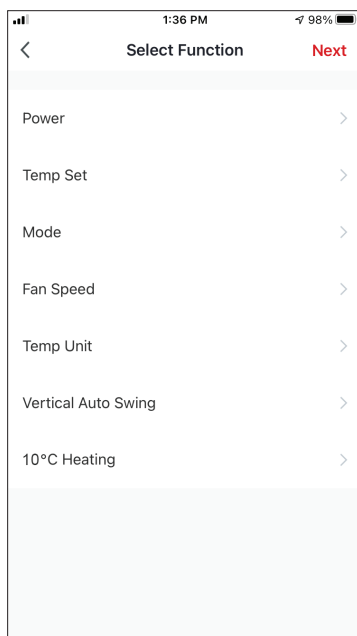 1:36 PM 98%
Select Function Next
Power
Temp Set
Mode
Fan Speed
Temp Unit
Vertical Auto Swing
10°C Heating